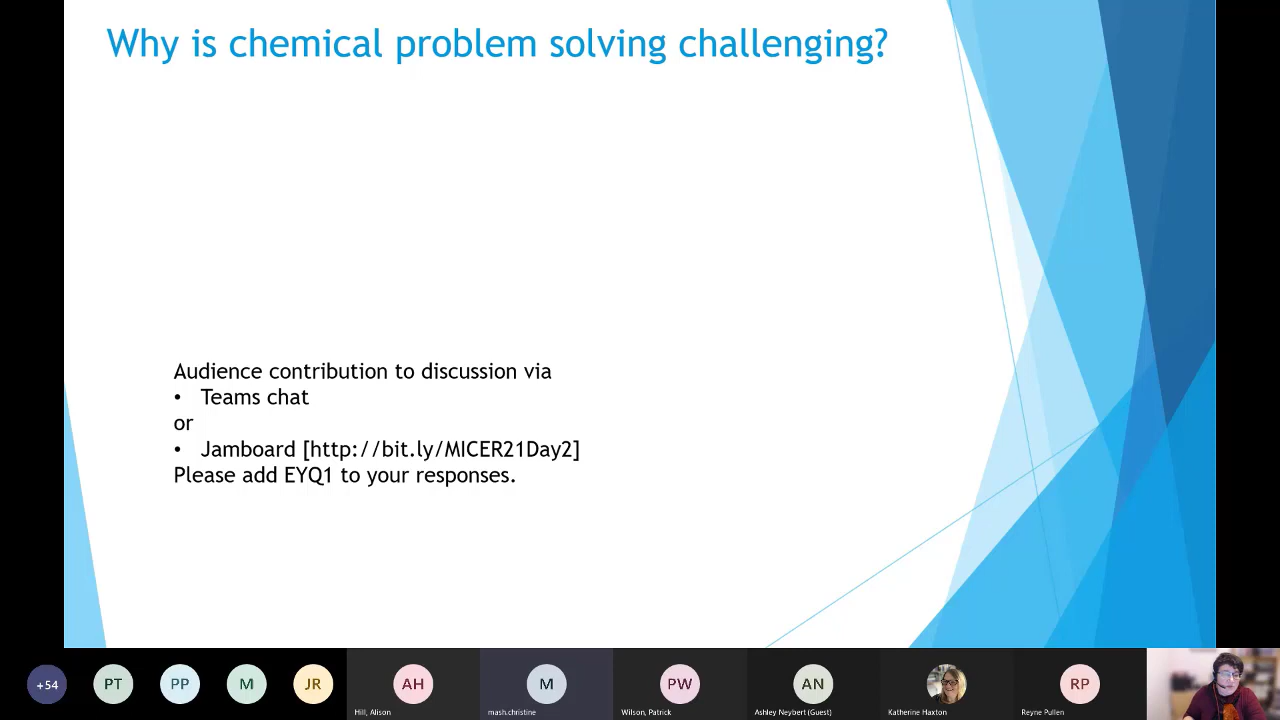 Why is chemical problem solving challenging?
Audience contribution to discussion via
• Teams chat
or
• Jamboard [http://bit.ly/MICER21Day2]
Please add EYQ1 to your responses.
+54
PT
PP
M
JR
AH
M
PW
AN
RP
Hill, Alison
mash.christine
Wilson, Patrick
Ashley Neybert (Guest)
Katherine Haxton
Reyne Pullen